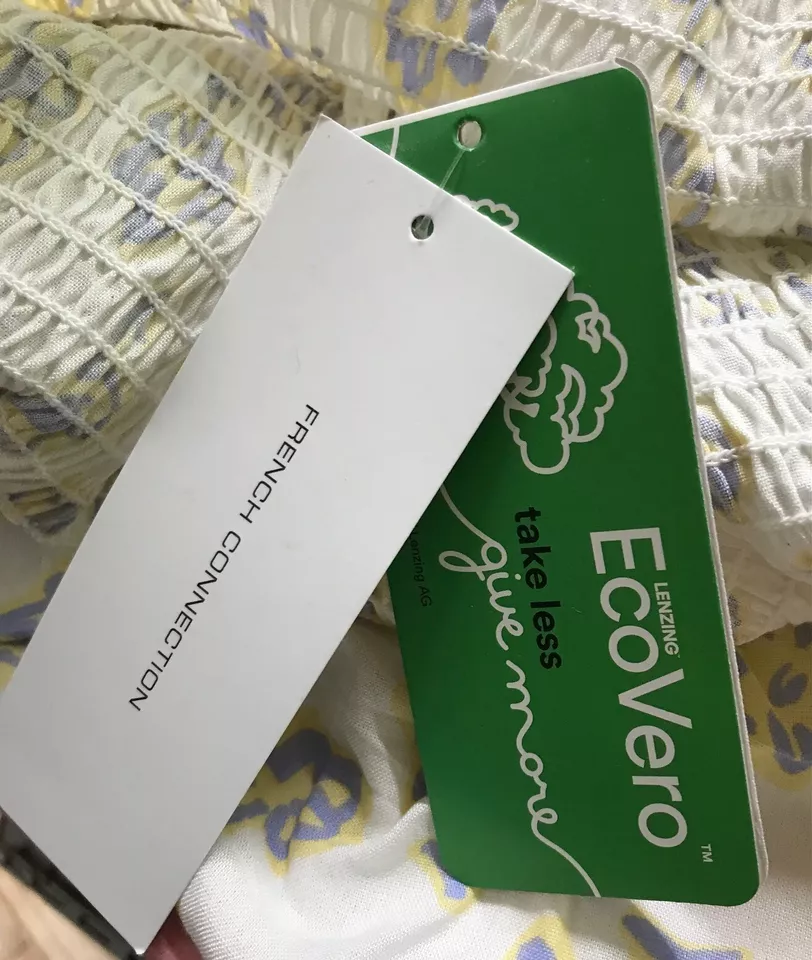 FRENCH CONNECTION
LENZING
EcoVero
TM
take less
give more
Lenzing AG